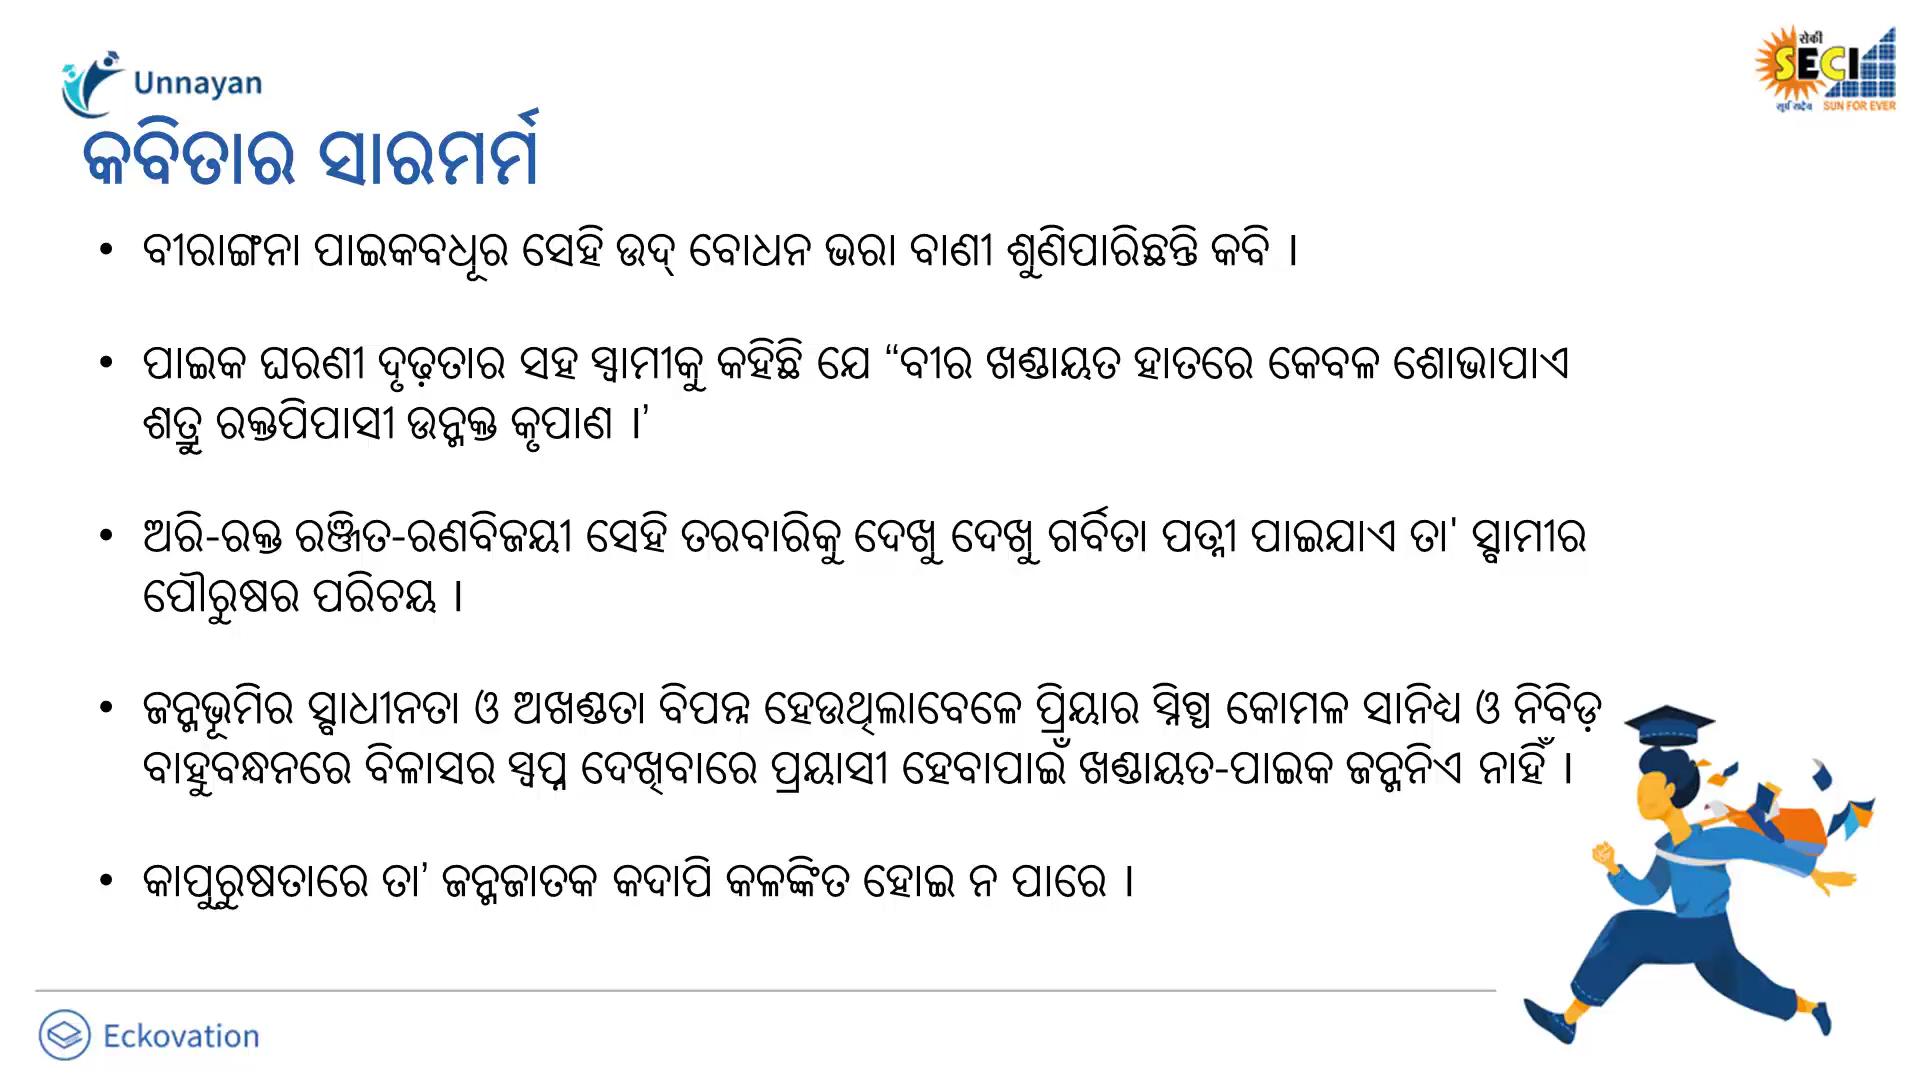 Unnayan
सेकी
SECI
सूर्य सदैव SUN FOR EVER
କବିତାର ସାରମର୍ମ
• ବୀରାଙ୍ଗନା ପାଇକବଧୂର ସେହି ଉଦ୍ ବୋଧନ ଭରା ବାଣୀ ଶୁଣିପାରିଛନ୍ତି କବି ।
• ପାଇକ ଘରଣୀ ଦୃଢ଼ତାର ସହ ସ୍ୱାମୀକୁ କହିଛି ଯେ “ବୀର ଖଣ୍ଡାୟତ ହାତରେ କେବଳ ଶୋଭାପାଏ
ଶତ୍ରୁ ରକ୍ତପିପାସୀ ଉନ୍ମକ୍ତ କୃପାଣ ।’
• ଅରି-ରକ୍ତ ରଞ୍ଜିତ-ରଣବିଜୟୀ ସେହି ତରବାରିକୁ ଦେଖୁ ଦେଖୁ ଗର୍ବିତା ପତ୍ନୀ ପାଇଯାଏ ତା' ସ୍ବାମୀର
ପୌରୁଷର ପରିଚୟ ।
• ଜନ୍ମଭୂମିର ସ୍ବାଧୀନତା ଓ ଅଖଣ୍ଡତା ବିପନ୍ନ ହେଉଥିଲାବେଳେ ପ୍ରିୟାର ସ୍ନିଗ୍ଧ କୋମଳ ସାନିଧ୍ୟ ଓ ନିବିଡ଼
ବାହୁବନ୍ଧନରେ ବିଳାସର ସ୍ୱପ୍ନ ଦେଖିବାରେ ପ୍ରୟାସୀ ହେବାପାଇଁ ଖଣ୍ଡାୟତ-ପାଇକ ଜନ୍ମନିଏ ନାହିଁ ।
• କାପୁରୁଷତାରେ ତା’ ଜନ୍ମଜାତକ କଦାପି କଳଙ୍କିତ ହୋଇ ନ ପାରେ ।
Eckovation